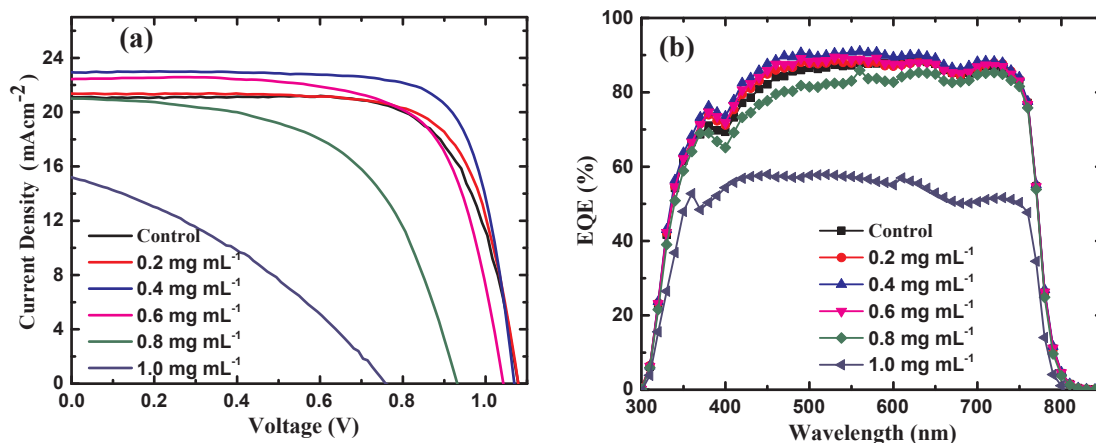 (a)
24
20
16
12
8
4
0
0.0 0.2 0.4 0.6 0.8 1.0
Current Density (mAcm⁻²)
Voltage (V)
Control
0.2 mg mL⁻¹
0.4 mg mL⁻¹
0.6 mg mL⁻¹
0.8 mg mL⁻¹
1.0 mg mL⁻¹
(b)
100
80
60
40
20
0
300 400 500 600 700 800
EQE (%)
Wavelength (nm)
Control
0.2 mg mL⁻¹
0.4 mg mL⁻¹
0.6 mg mL⁻¹
0.8 mg mL⁻¹
1.0 mg mL⁻¹